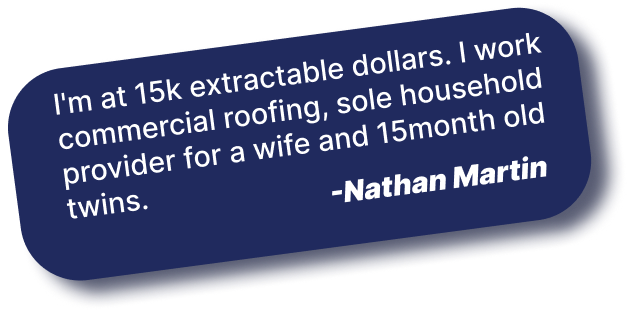 I'm at 15k extractable dollars. I work
commercial roofing, sole household
provider for a wife and 15month old
twins.
-Nathan Martin